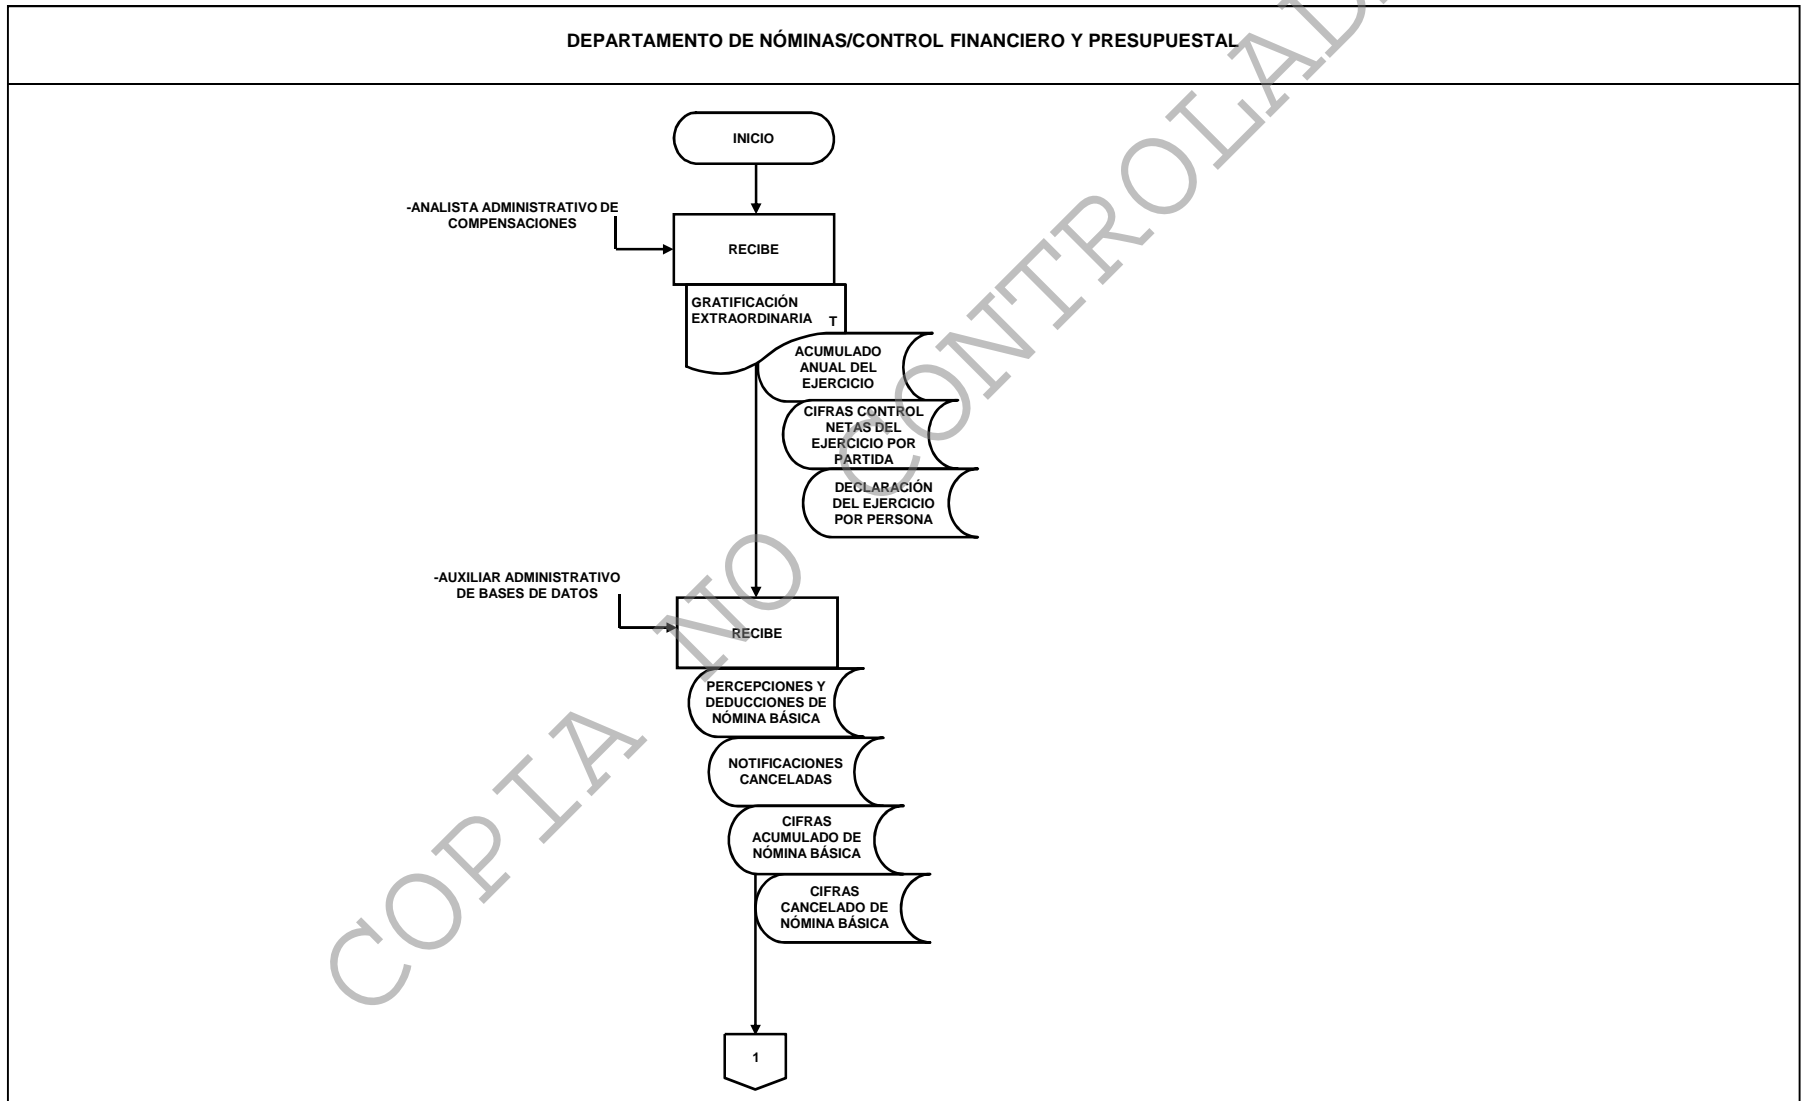 DEPARTAMENTO DE NÓMINAS/CONTROL FINANCIERO Y PRESUPUESTAL
INICIO
-ANALISTA ADMINISTRATIVO DE
COMPENSACIONES
RECIBE
GRATIFICACIÓN
EXTRAORDINARIA T
ACUMULADO
ANUAL DEL
EJERCICIO
CIFRAS CONTROL
NETAS DEL
EJERCICIO POR
PARTIDA
DECLARACIÓN
DEL EJERCICIO
POR PERSONA
-AUXILIAR ADMINISTRATIVO
DE BASES DE DATOS
RECIBE
PERCEPCIONES Y
DEDUCCIONES DE
NÓMINA BÁSICA
NOTIFICACIONES
CANCELADAS
CIFRAS
ACUMULADO DE
NÓMINA BÁSICA
CIFRAS
CANCELADO DE
NÓMINA BÁSICA
1
COPIA NO CONTROLAD